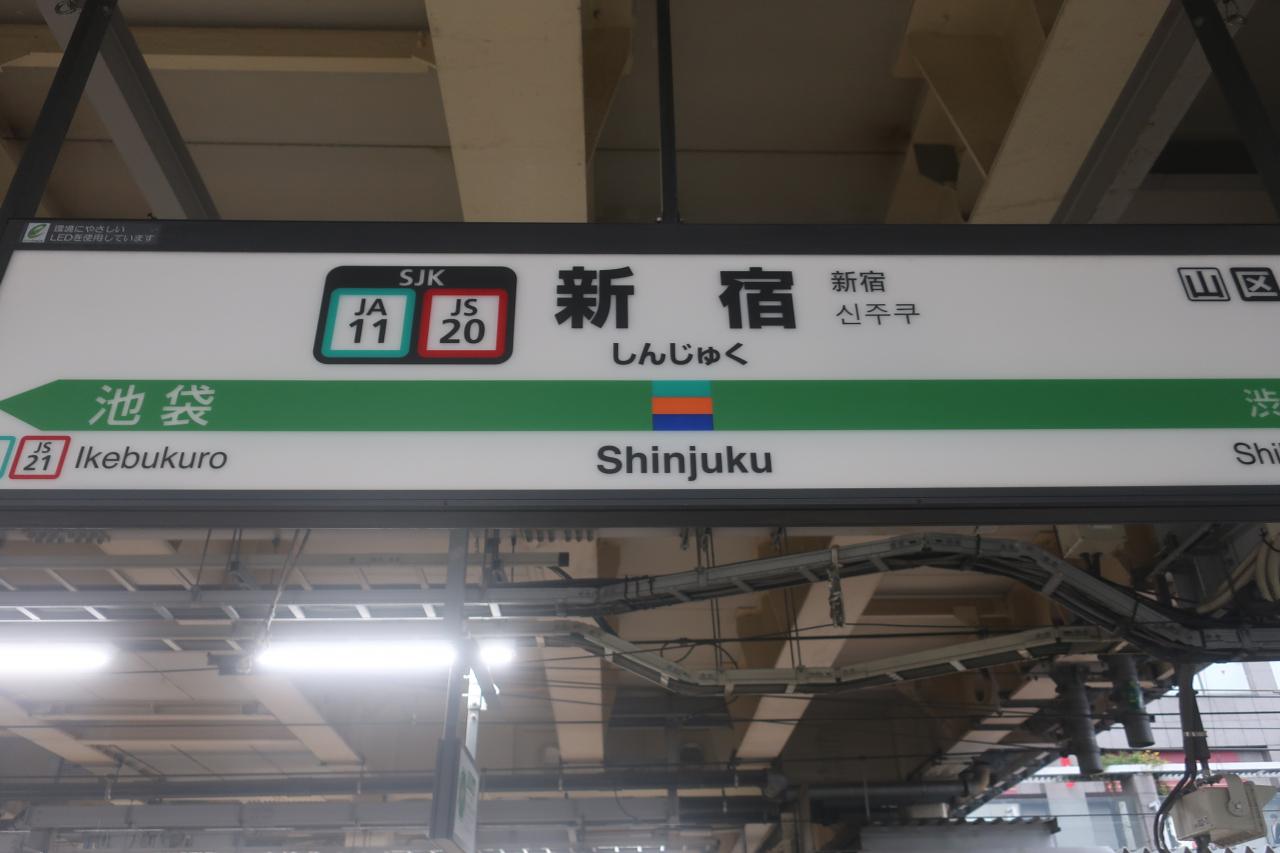 環境にやさしい
LEDを使用しています
SJK
JA
11
JS
20
新宿
しんじゅく
新宿
신주쿠
山 区
池袋
渋
JS
21
Ikebukuro
Shinjuku
Shi